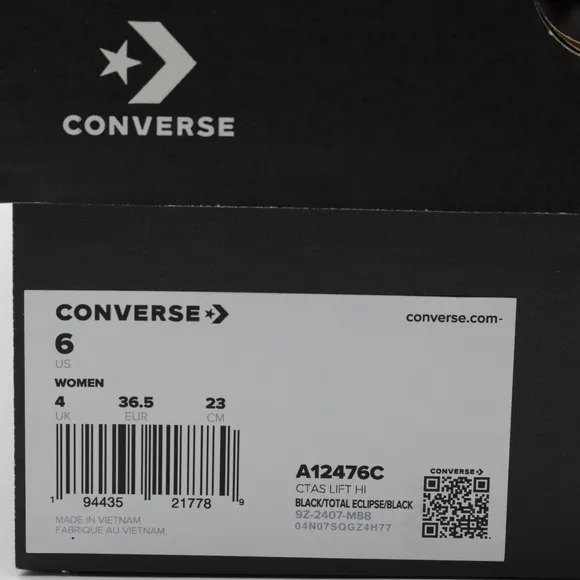 CONVERSE
CONVERSE
converse.com-
6
US
WOMEN
4 36.5 23
UK EUR CM
1 94435 21778 9
MADE IN VIETNAM
FABRIQUÉ AU VIETNAM
A12476C
CTAS LIFT HI
BLACK/TOTAL ECLIPSE/BLACK
9Z-2407-M88
04N07SQGZ4H77
CONVERSE